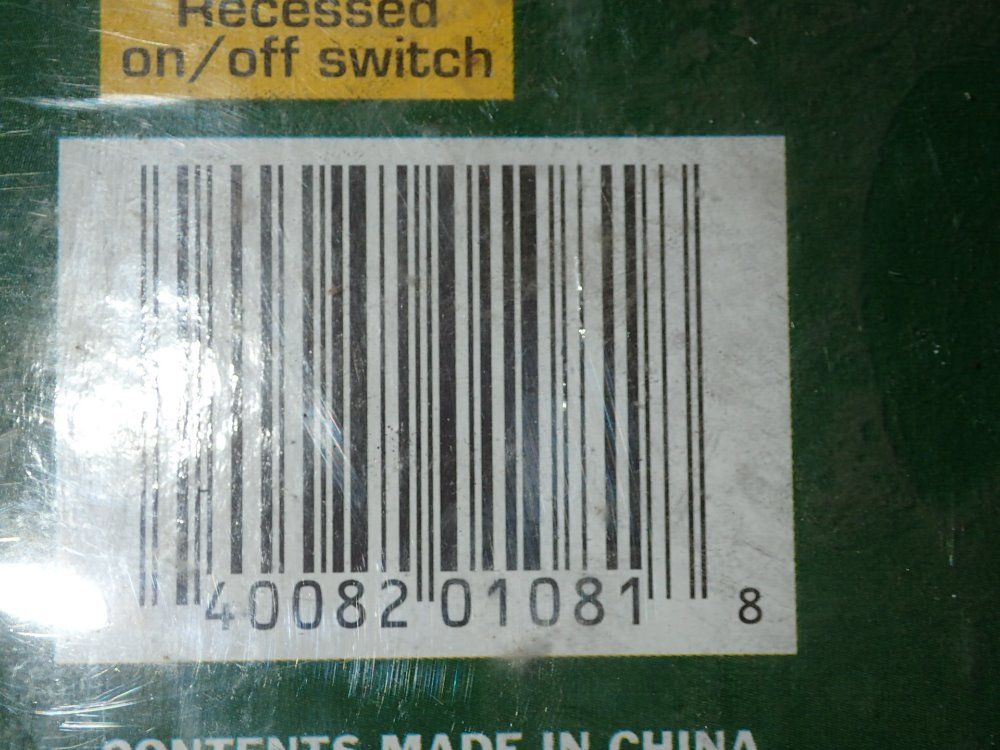 Recessed
on/off switch
40082 01081 8
CONTENTS MADE IN CHINA